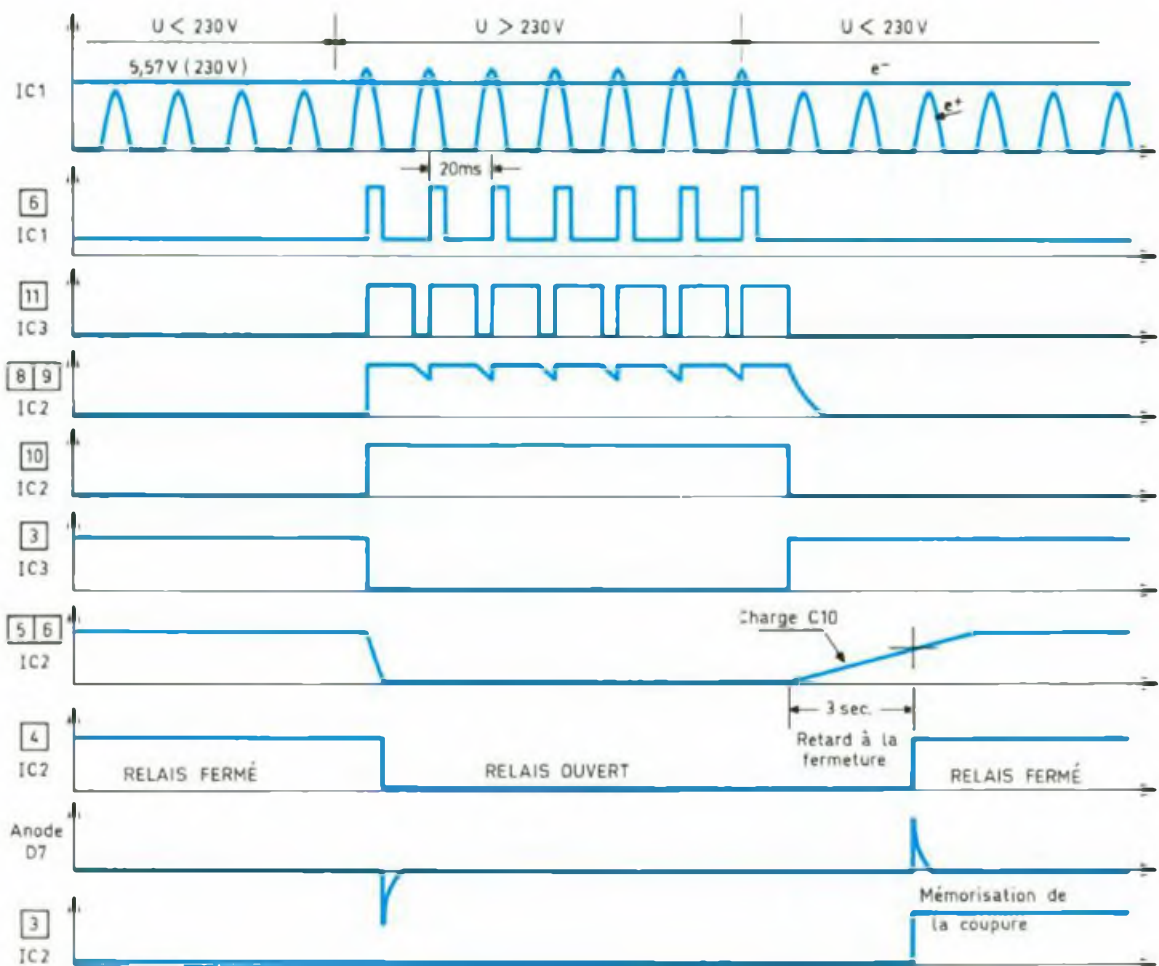 U < 230 V
U > 230 V
U < 230 V
5,57 V (230 V)
e-
IC1
e+
20ms
6
IC1
11
IC3
8 9
IC2
10
IC2
3
IC3
5 6
IC2
Charge C10
3 sec.
Retard à la
fermeture
4
IC2
RELAIS FERMÉ
RELAIS OUVERT
RELAIS FERMÉ
Anode
D7
Mémorisation de
la coupure
3
IC2